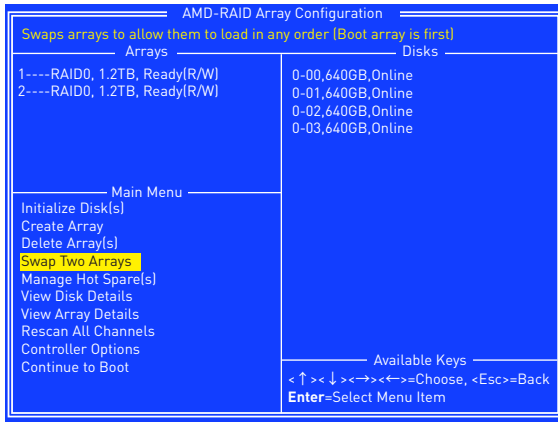 AMD-RAID Array Configuration
Swaps arrays to allow them to load in any order (Boot array is first)
Arrays
1----RAID0, 1.2TB, Ready(R/W)
2----RAID0, 1.2TB, Ready(R/W)
Disks
0-00,640GB,Online
0-01,640GB,Online
0-02,640GB,Online
0-03,640GB,Online
Main Menu
Initialize Disk(s)
Create Array
Delete Array(s)
Swap Two Arrays
Manage Hot Spare(s)
View Disk Details
View Array Details
Rescan All Channels
Controller Options
Continue to Boot
Available Keys
<↑><↓><→><←>=Choose, <Esc>=Back
Enter=Select Menu Item